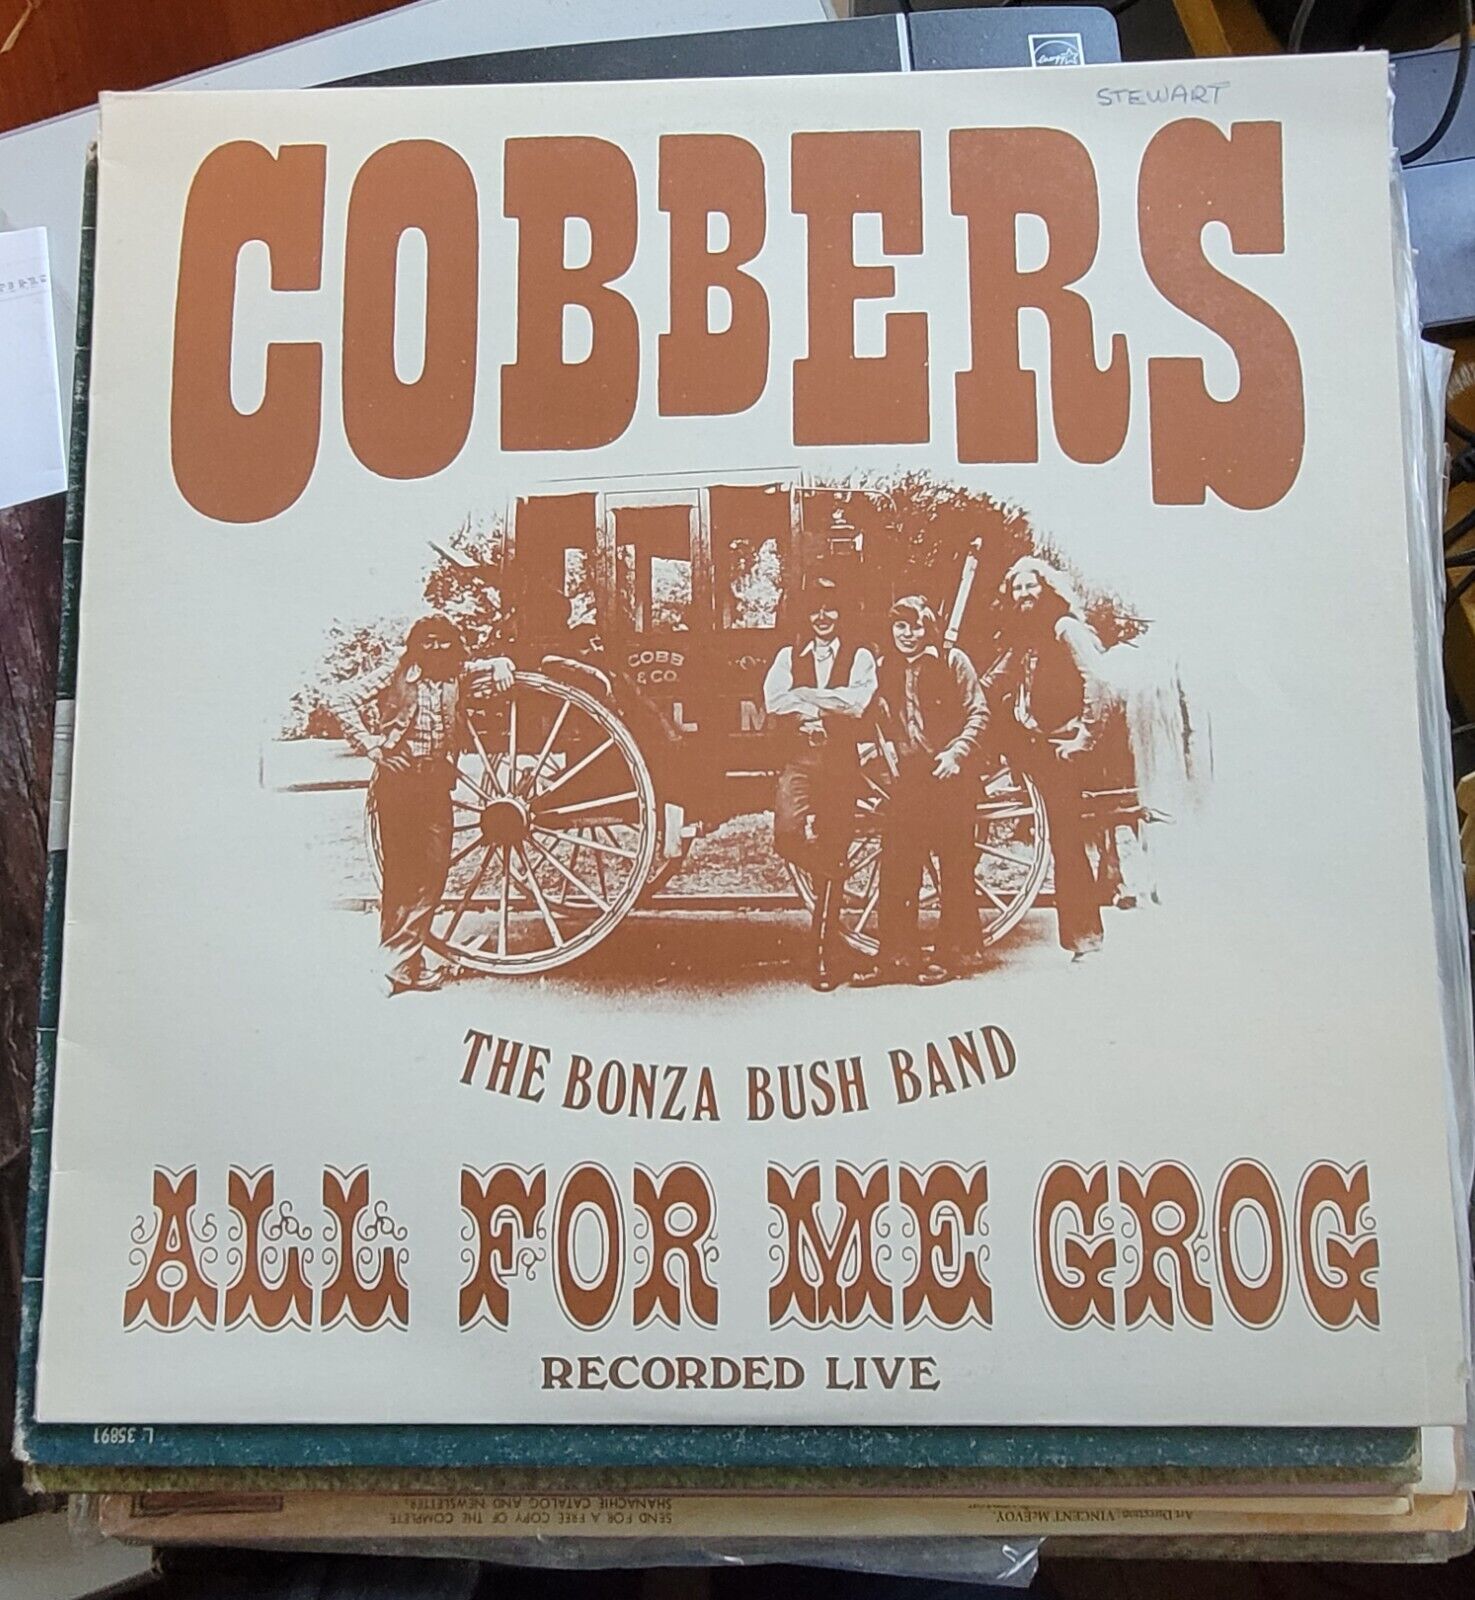 STEWART
COBBERS
COBB
& CO.
L M
THE BONZA BUSH BAND
ALL FOR ME GROG
RECORDED LIVE
L 35891
SEND FOR A FREE COPY OF THE COMPLETE
SHANACHIE CATALOG AND NEWSLETTER.
Art Direction: VINCENT McEVOY.